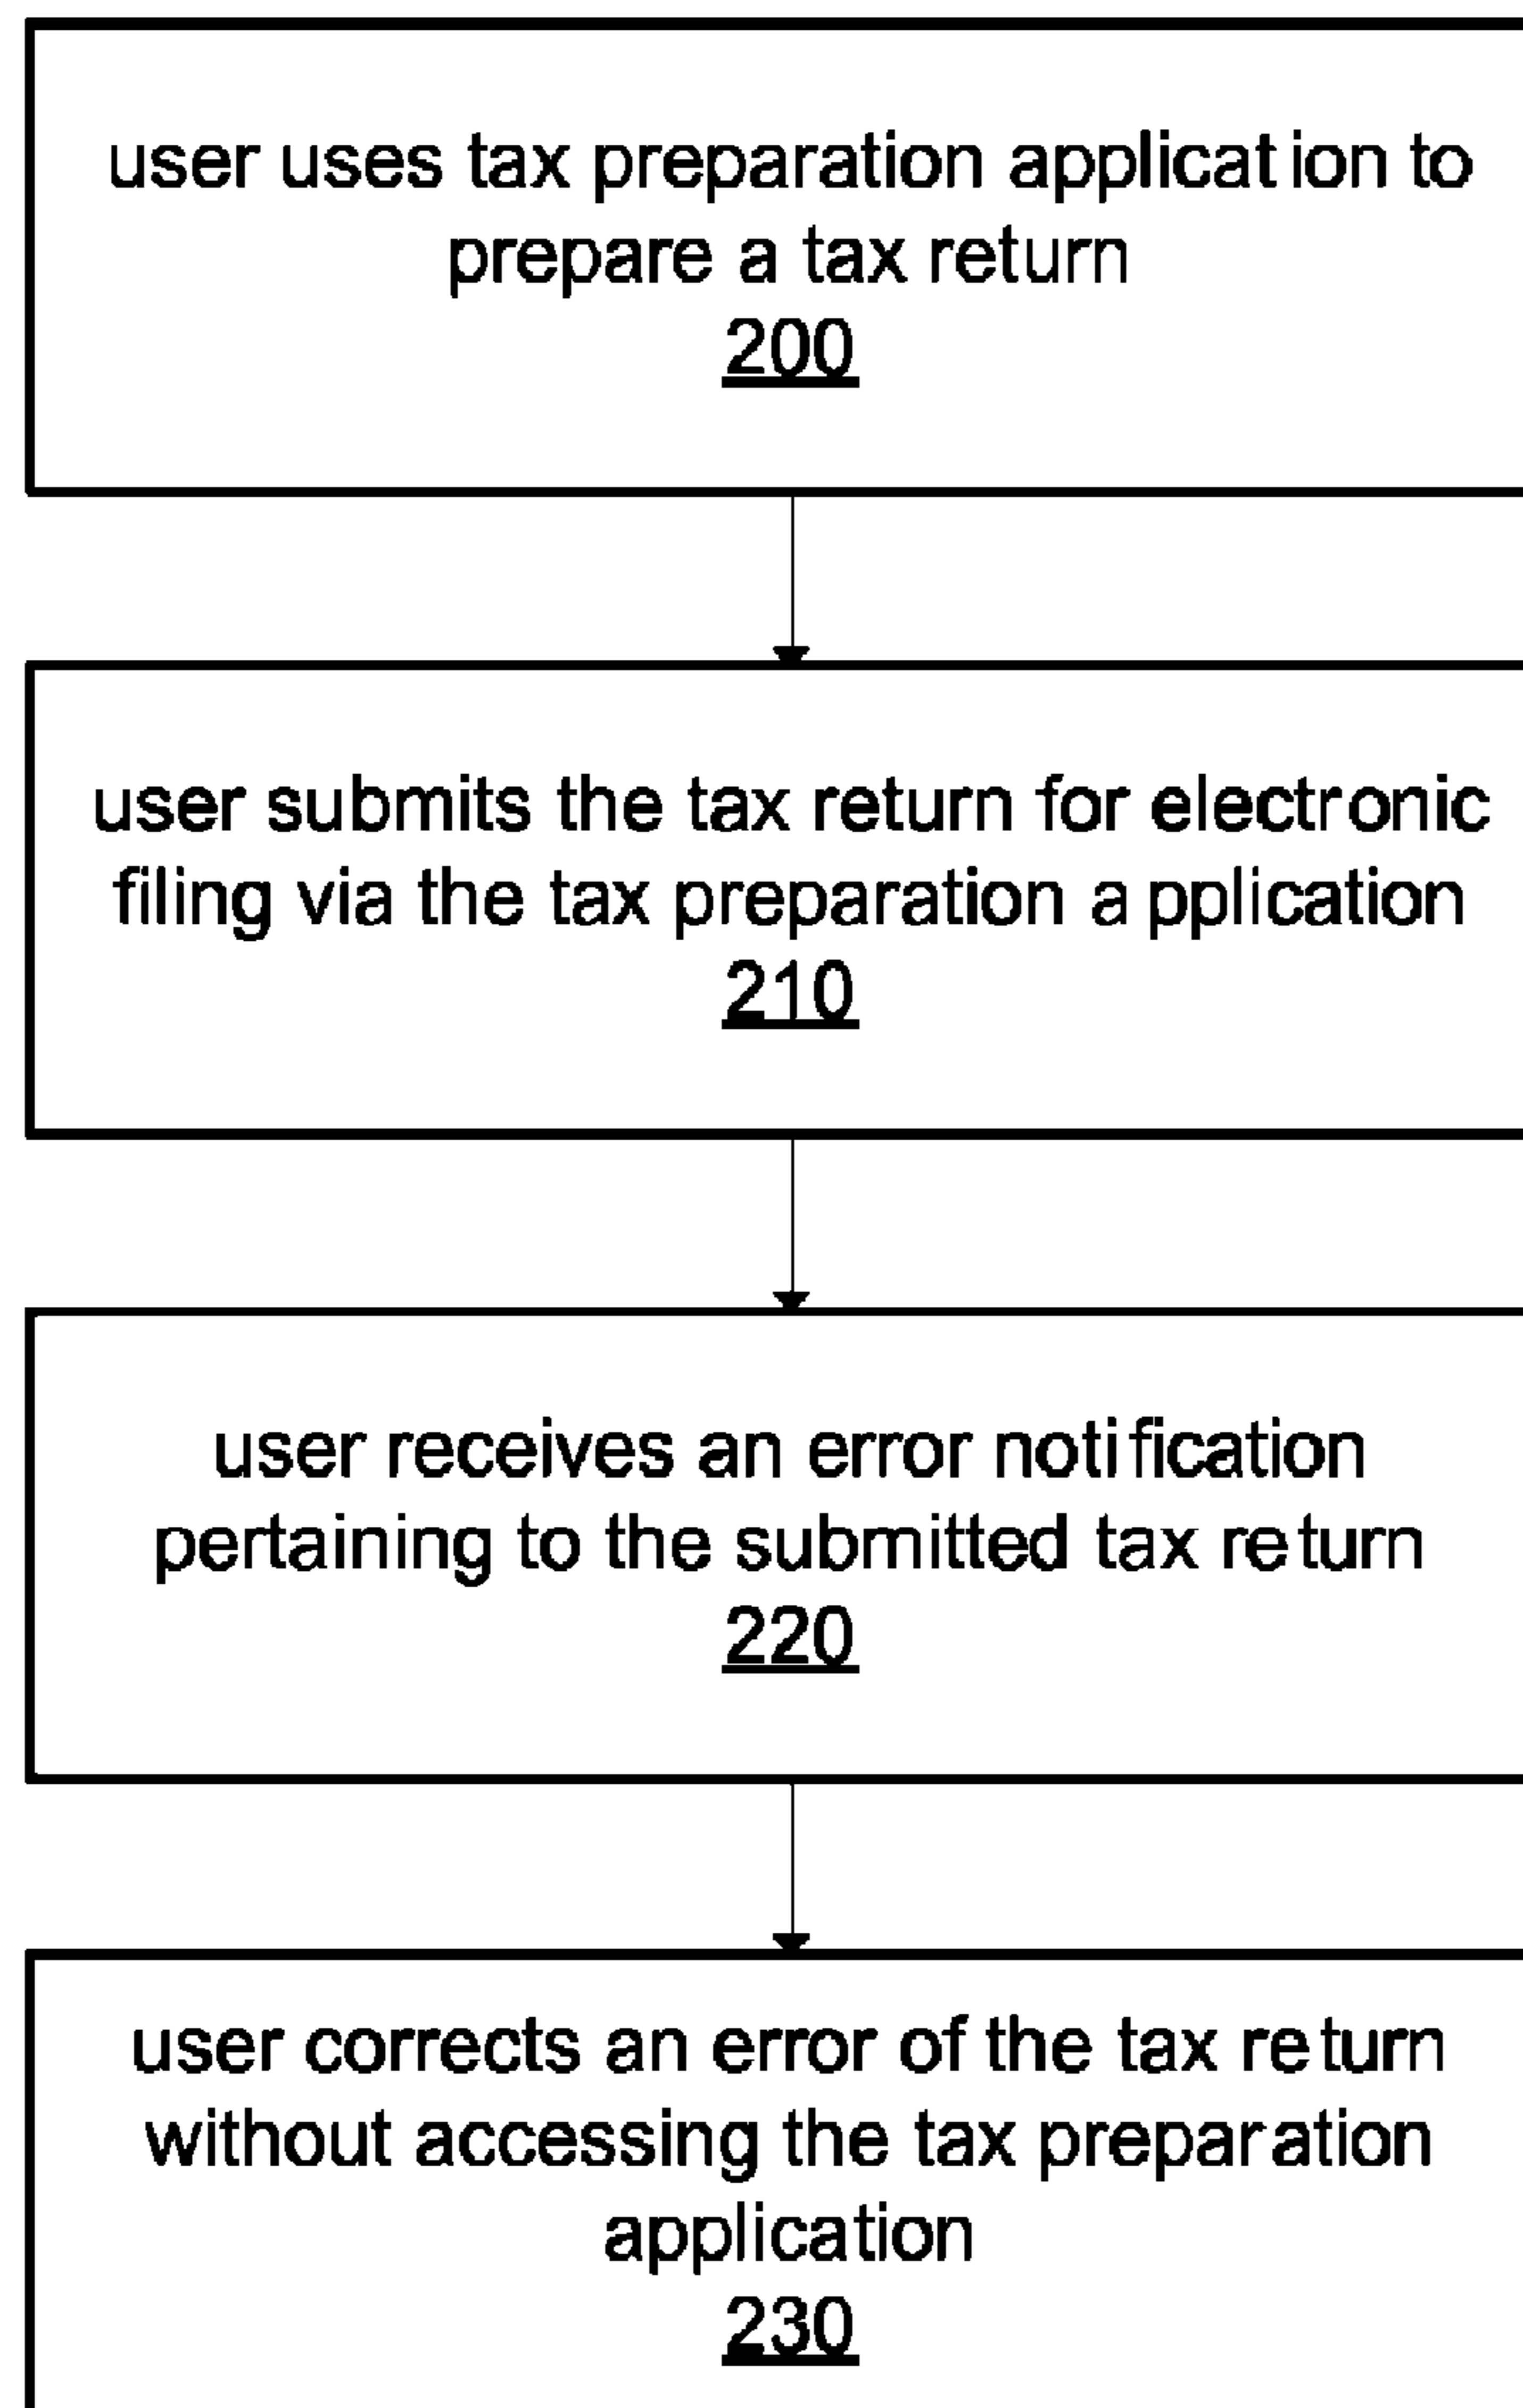 user uses tax preparation application to
prepare a tax return
200
user submits the tax return for electronic
filing via the tax preparation application
210
user receives an error notification
pertaining to the submitted tax return
220
user corrects an error of the tax return
without accessing the tax preparation
application
230